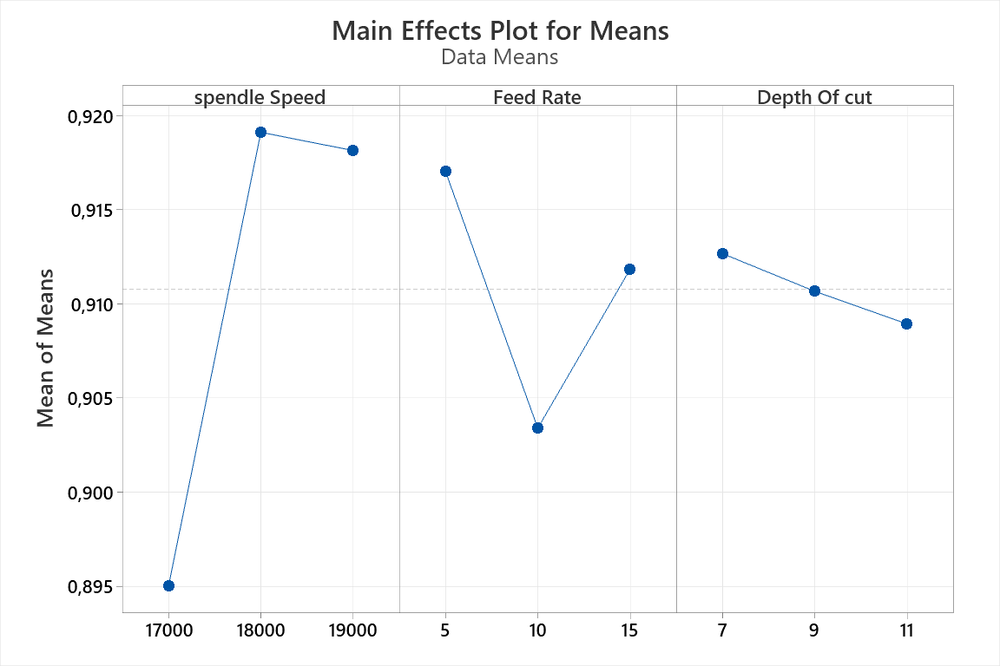 Main Effects Plot for Means
Data Means
spendle Speed Feed Rate Depth Of cut
0,920
0,915
0,910
0,905
0,900
0,895
Mean of Means
17000 18000 19000 5 10 15 7 9 11